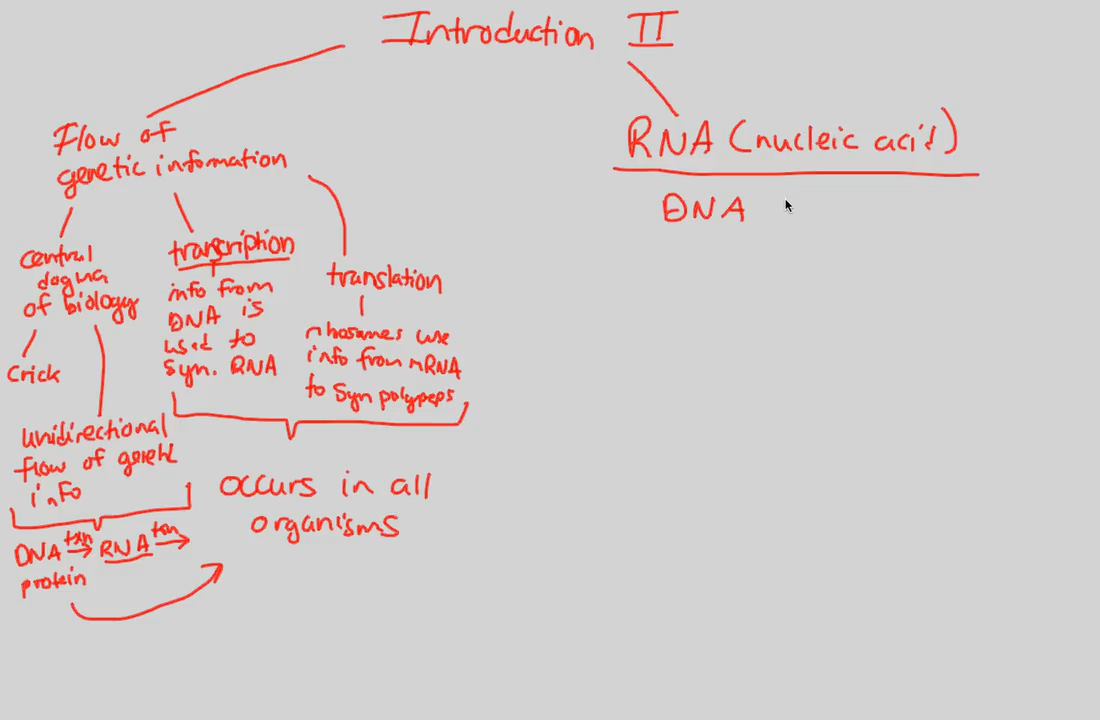 Introduction II
Flow of
genetic information
central
dogma
of biology
Crick
unidirectional
flow of genetic
info
DNA txn→ RNA tsn→
protein
transcription
info from
DNA is
used to
syn. RNA
translation
rhosomes use
info from mRNA
to syn polypeps
occurs in all
organisms
RNA (nucleic acid)
DNA